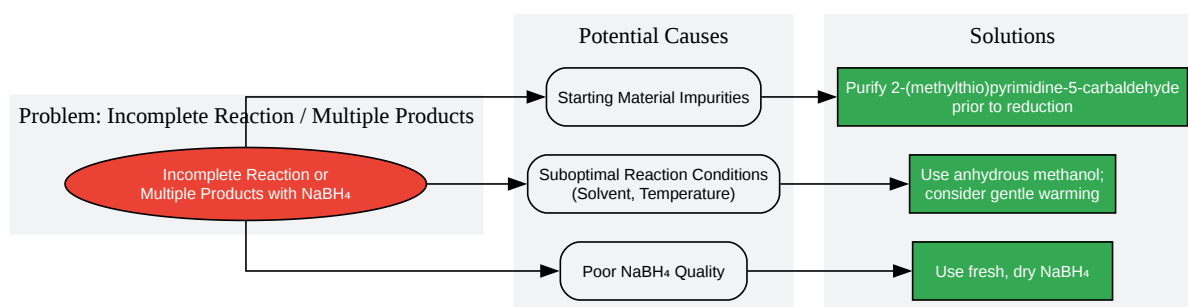 Potential Causes
Solutions
Problem: Incomplete Reaction / Multiple Products
Incomplete Reaction or
Multiple Products with NaBH₄
Starting Material Impurities
Purify 2-(methylthio)pyrimidine-5-carbaldehyde
prior to reduction
Suboptimal Reaction Conditions
(Solvent, Temperature)
Use anhydrous methanol;
consider gentle warming
Poor NaBH₄ Quality
Use fresh, dry NaBH₄